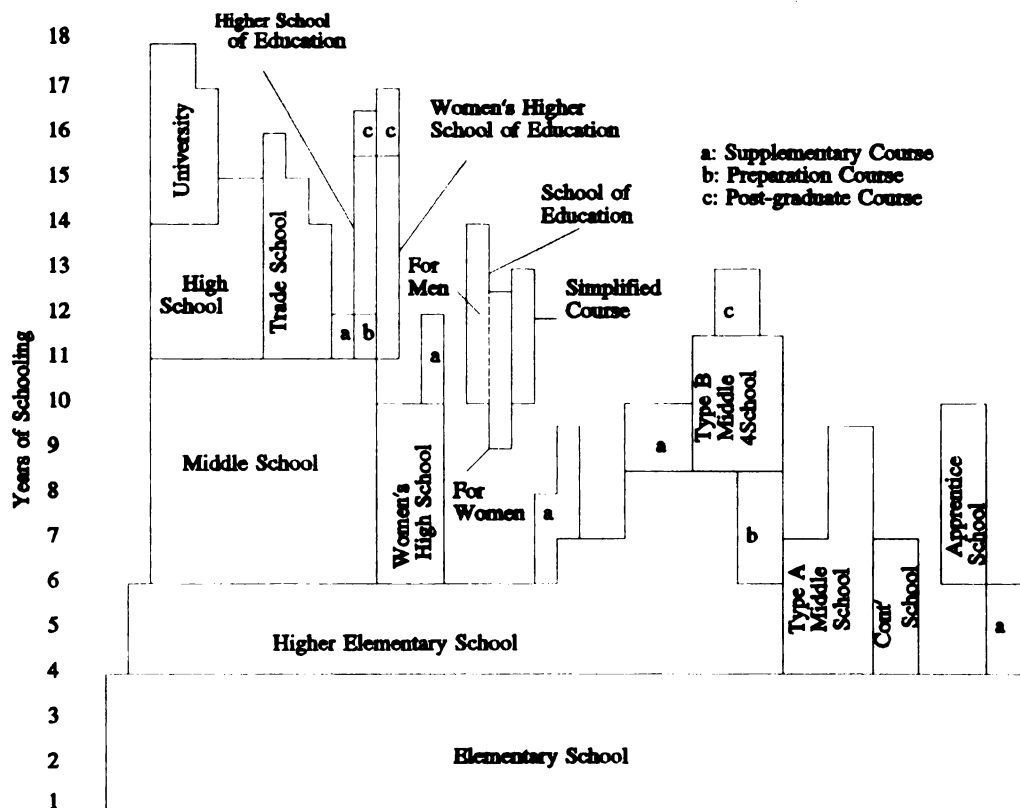 Higher School
of Education
Women's Higher
School of Education
a: Supplementary Course
b: Preparation Course
c: Post-graduate Course
School of
Education
Years of Schooling
18
17
16
15
14
13
12
11
10
9
8
7
6
5
4
3
2
1
University
c
c
High
School
Trade School
a
b
For
Men
Simplified
Course
a
c
Middle School
Women's
High School
For
Women
a
a
Type B
Middle
4School
b
Type A
Middle
School
Cont'
School
Apprentice
School
a
Higher Elementary School
Elementary School